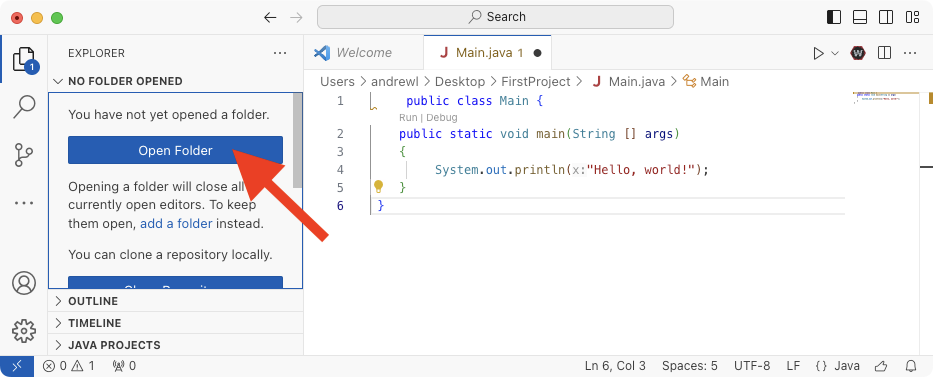 Search
EXPLORER
Welcome
J Main.java 1
NO FOLDER OPENED
Users > andrewl > Desktop > FirstProject > J Main.java > Main
1
You have not yet opened a folder.
Open Folder
Opening a folder will close all
currently open editors. To keep
them open, add a folder instead.
You can clone a repository locally.
OUTLINE
TIMELINE
JAVA PROJECTS
1 public class Main {
Run | Debug
2 public static void main(String [] args)
3 {
4 System.out.println(x:"Hello, world!");
5 }
6 }
0 1 0
Ln 6, Col 3 Spaces: 5 UTF-8 LF {} Java